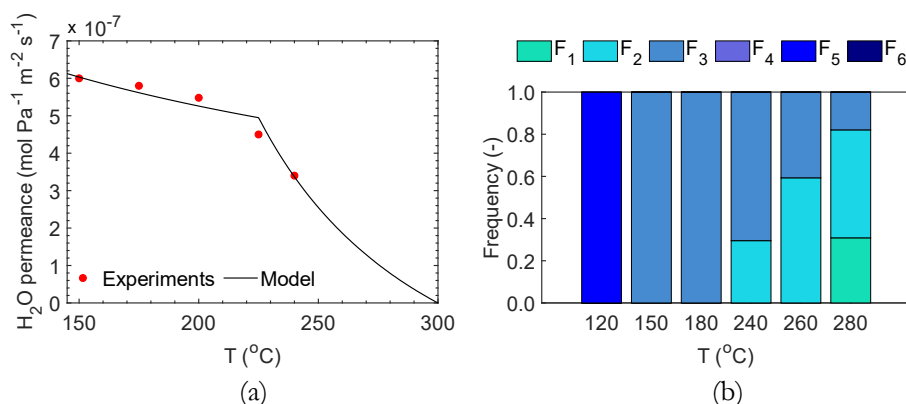 × 10⁻⁷
H₂O permeance (mol Pa⁻¹ m⁻² s⁻¹)
7
6
5
4
3
2
1
0
Experiments Model
150 200 250 300
T (°C)
(a)
F₁ F₂ F₃ F₄ F₅ F₆
Frequency (-)
1.0
0.8
0.6
0.4
0.2
0.0
120 150 180 240 260 280
T (°C)
(b)